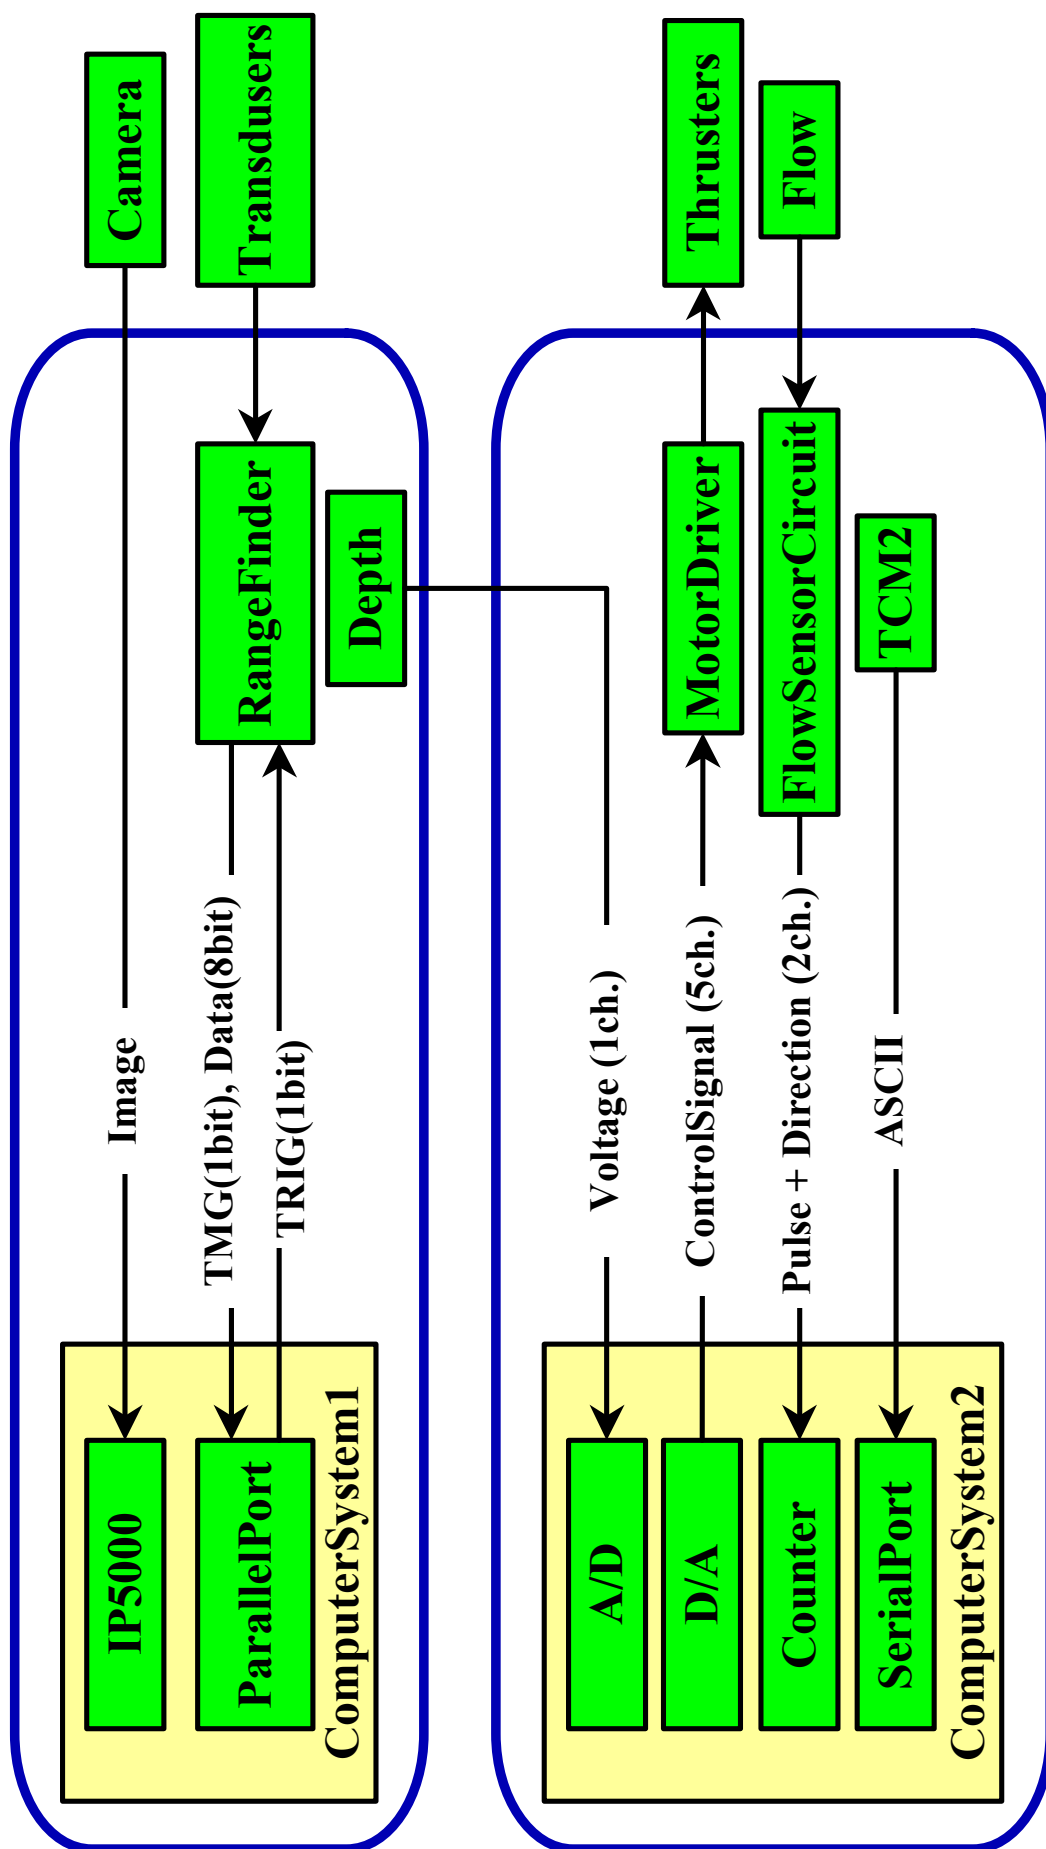 Camera
Transdusers
Image
RangeFinder
TMG(1bit), Data(8bit)
TRIG(1bit)
Depth
IP5000
ParallelPort
ComputerSystem1
Thrusters
Flow
MotorDriver
FlowSensorCircuit
TCM2
Voltage (1ch.)
ControlSignal (5ch.)
Pulse + Direction (2ch.)
ASCII
A/D
D/A
Counter
SerialPort
ComputerSystem2